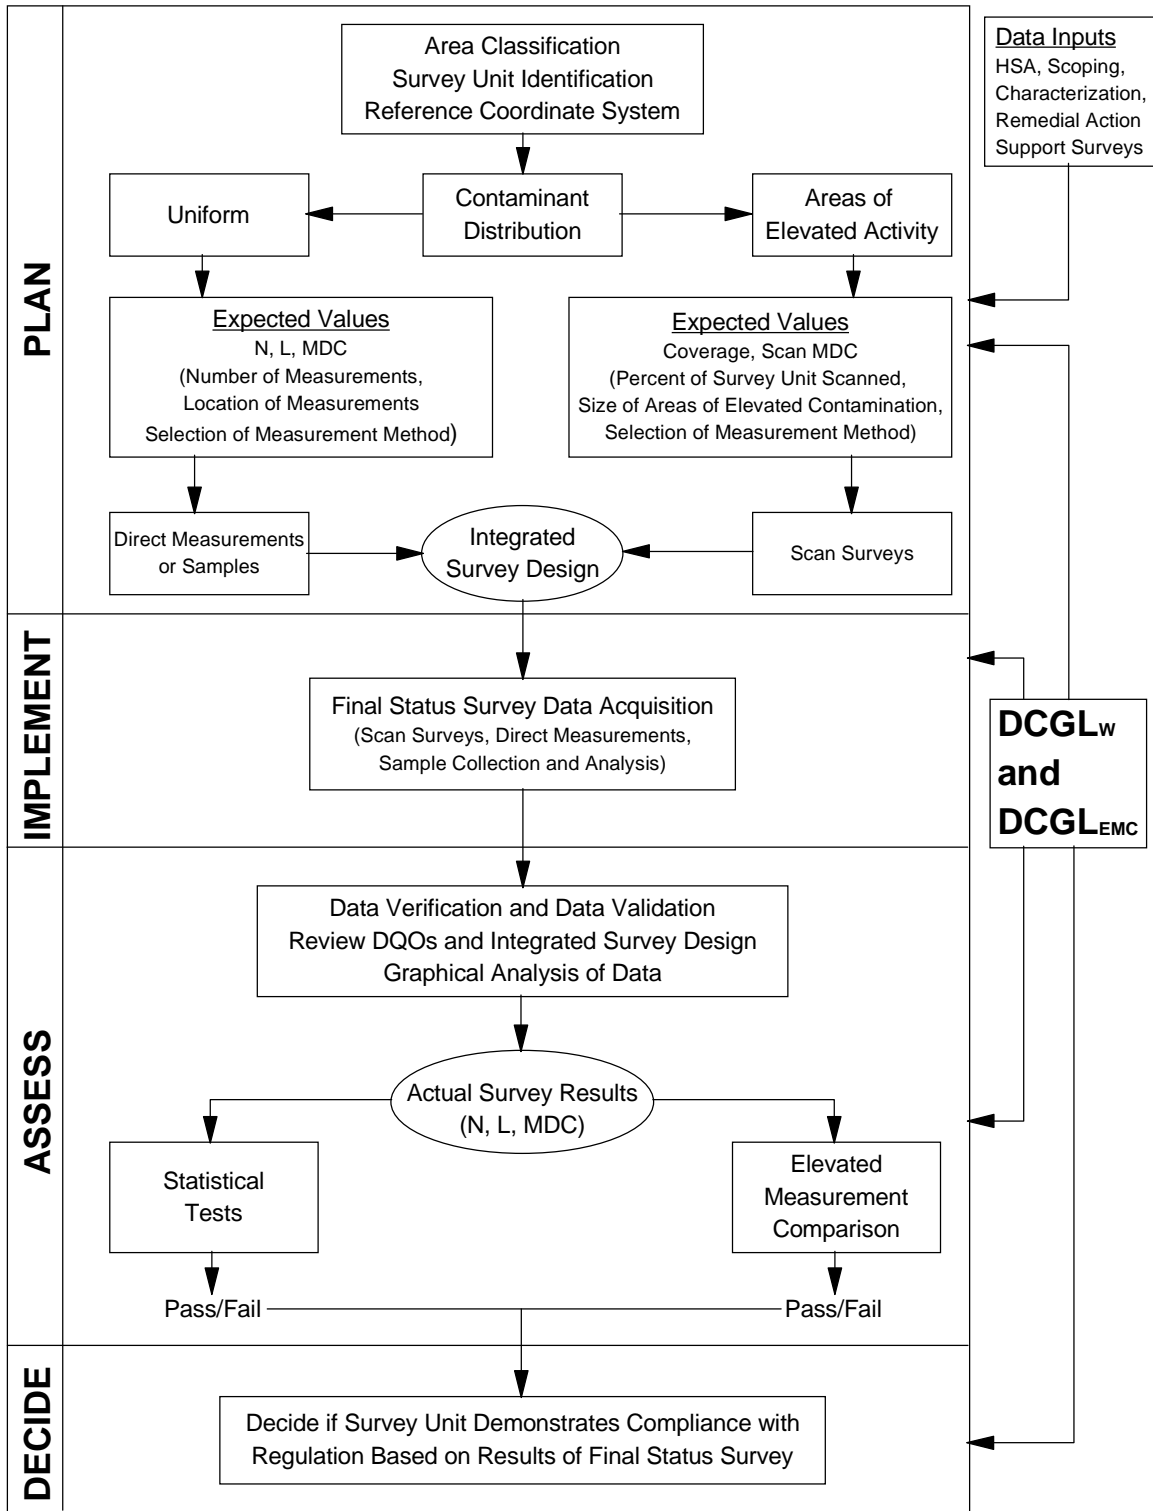 PLAN
Area Classification
Survey Unit Identification
Reference Coordinate System
Data Inputs
HSA, Scoping,
Characterization,
Remedial Action
Support Surveys
Uniform
Contaminant
Distribution
Areas of
Elevated Activity
Expected Values
N, L, MDC
(Number of Measurements,
Location of Measurements
Selection of Measurement Method)
Expected Values
Coverage, Scan MDC
(Percent of Survey Unit Scanned,
Size of Areas of Elevated Contamination,
Selection of Measurement Method)
Direct Measurements
or Samples
Integrated
Survey Design
Scan Surveys
IMPLEMENT
Final Status Survey Data Acquisition
(Scan Surveys, Direct Measurements,
Sample Collection and Analysis)
DCGLW
and
DCGLEMC
ASSESS
Data Verification and Data Validation
Review DQOs and Integrated Survey Design
Graphical Analysis of Data
Actual Survey Results
(N, L, MDC)
Statistical
Tests
Elevated
Measurement
Comparison
Pass/Fail
Pass/Fail
DECIDE
Decide if Survey Unit Demonstrates Compliance with
Regulation Based on Results of Final Status Survey